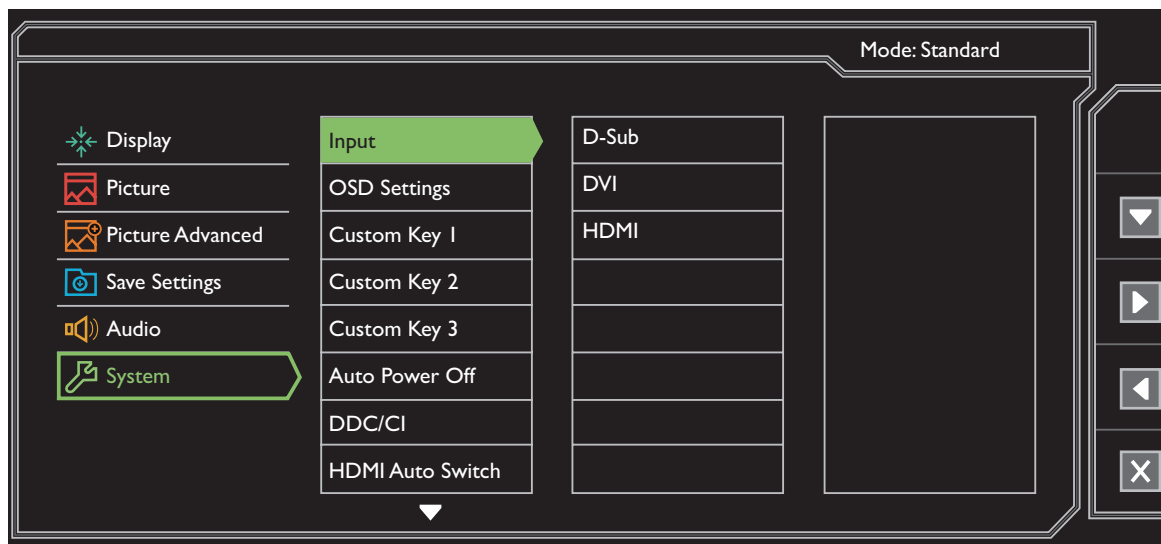 Mode: Standard
Display
Picture
Picture Advanced
Save Settings
Audio
System
Input
OSD Settings
Custom Key 1
Custom Key 2
Custom Key 3
Auto Power Off
DDC/CI
HDMI Auto Switch
D-Sub
DVI
HDMI